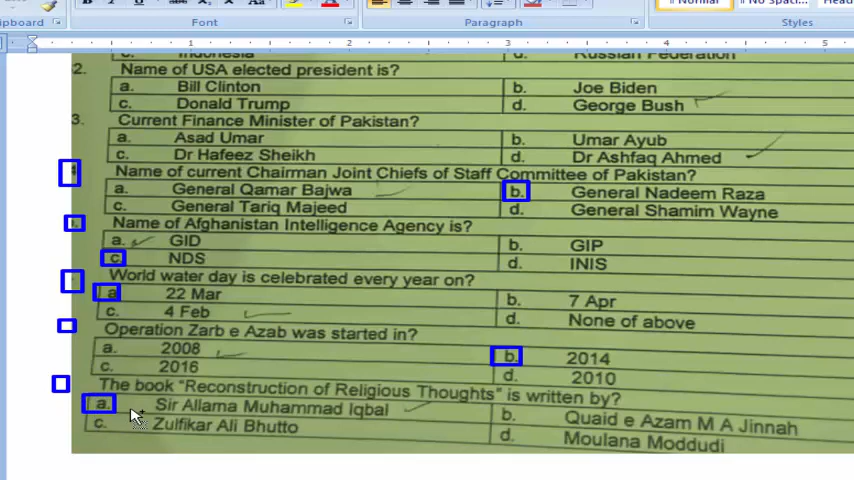 Clipboard Font Paragraph Styles
Normal No Spaci...
1 2 3 4 5
Indonesia d. Russian Federation
2. Name of USA elected president is?
a. Bill Clinton b. Joe Biden
c. Donald Trump d. George Bush
3. Current Finance Minister of Pakistan?
a. Asad Umar b. Umar Ayub
c. Dr Hafeez Sheikh d. Dr Ashfaq Ahmed
Name of current Chairman Joint Chiefs of Staff Committee of Pakistan?
a. General Qamar Bajwa b. General Nadeem Raza
c. General Tariq Majeed d. General Shamim Wayne
Name of Afghanistan Intelligence Agency is?
a. GID b. GIP
c. NDS d. INIS
World water day is celebrated every year on?
a 22 Mar b. 7 Apr
c. 4 Feb d. None of above
Operation Zarb e Azab was started in?
a. 2008 b. 2014
c. 2016 d. 2010
The book “Reconstruction of Religious Thoughts” is written by?
a. Sir Allama Muhammad Iqbal b. Quaid e Azam M A Jinnah
c. Zulfikar Ali Bhutto d. Moulana Moddudi